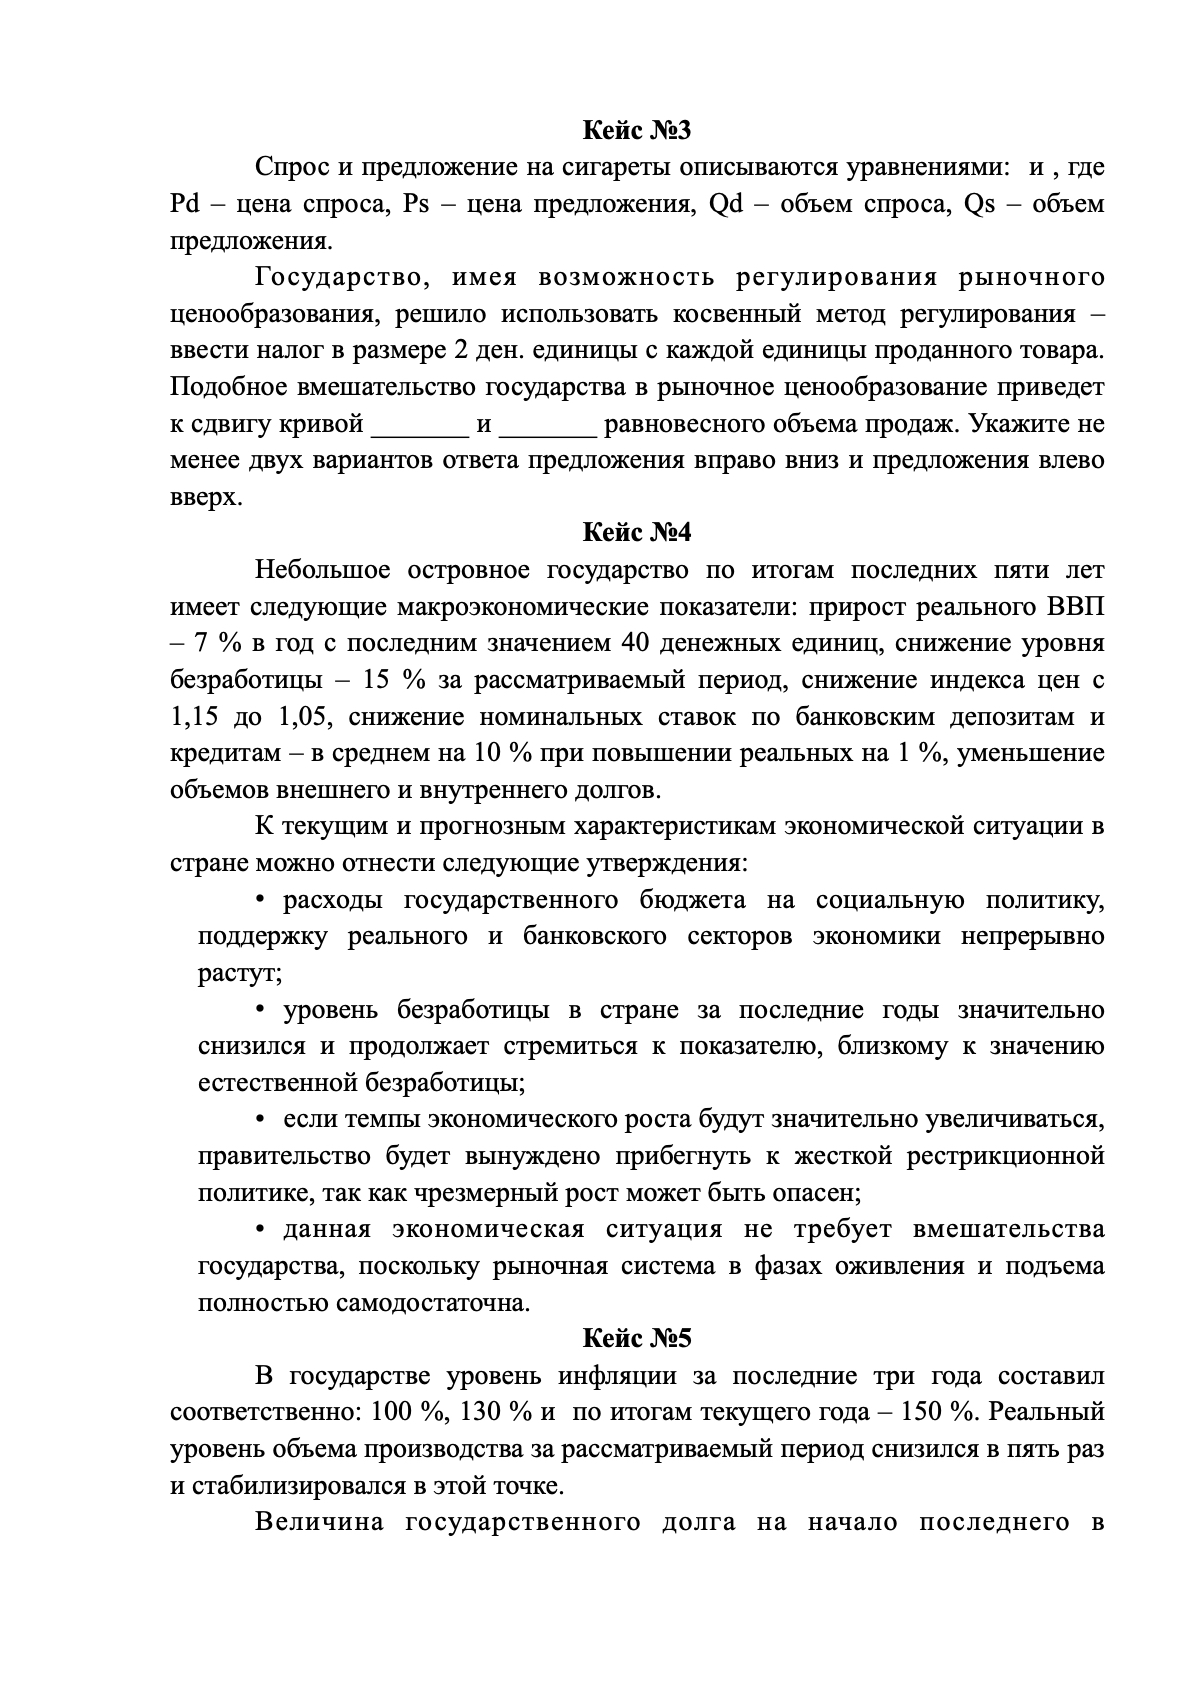 Кейс №3
Спрос и предложение на сигареты описываются уравнениями:  и , где
Pd – цена спроса, Ps – цена предложения, Qd – объем спроса, Qs – объем
предложения.
Государство, имея возможность регулирования рыночного
ценообразования, решило использовать косвенный метод регулирования –
ввести налог в размере 2 ден. единицы с каждой единицы проданного товара.
Подобное вмешательство государства в рыночное ценообразование приведет
к сдвигу кривой _______ и _______ равновесного объема продаж. Укажите не
менее двух вариантов ответа предложения вправо вниз и предложения влево
вверх.
Кейс №4
Небольшое островное государство по итогам последних пяти лет
имеет следующие макроэкономические показатели: прирост реального ВВП
– 7 % в год с последним значением 40 денежных единиц, снижение уровня
безработицы – 15 % за рассматриваемый период, снижение индекса цен с
1,15 до 1,05, снижение номинальных ставок по банковским депозитам и
кредитам – в среднем на 10 % при повышении реальных на 1 %, уменьшение
объемов внешнего и внутреннего долгов.
К текущим и прогнозным характеристикам экономической ситуации в
стране можно отнести следующие утверждения:
• расходы государственного бюджета на социальную политику,
поддержку реального и банковского секторов экономики непрерывно
растут;
• уровень безработицы в стране за последние годы значительно
снизился и продолжает стремиться к показателю, близкому к значению
естественной безработицы;
• если темпы экономического роста будут значительно увеличиваться,
правительство будет вынуждено прибегнуть к жесткой рестрикционной
политике, так как чрезмерный рост может быть опасен;
• данная экономическая ситуация не требует вмешательства
государства, поскольку рыночная система в фазах оживления и подъема
полностью самодостаточна.
Кейс №5
В государстве уровень инфляции за последние три года составил
соответственно: 100 %, 130 % и  по итогам текущего года – 150 %. Реальный
уровень объема производства за рассматриваемый период снизился в пять раз
и стабилизировался в этой точке.
Величина государственного долга на начало последнего в